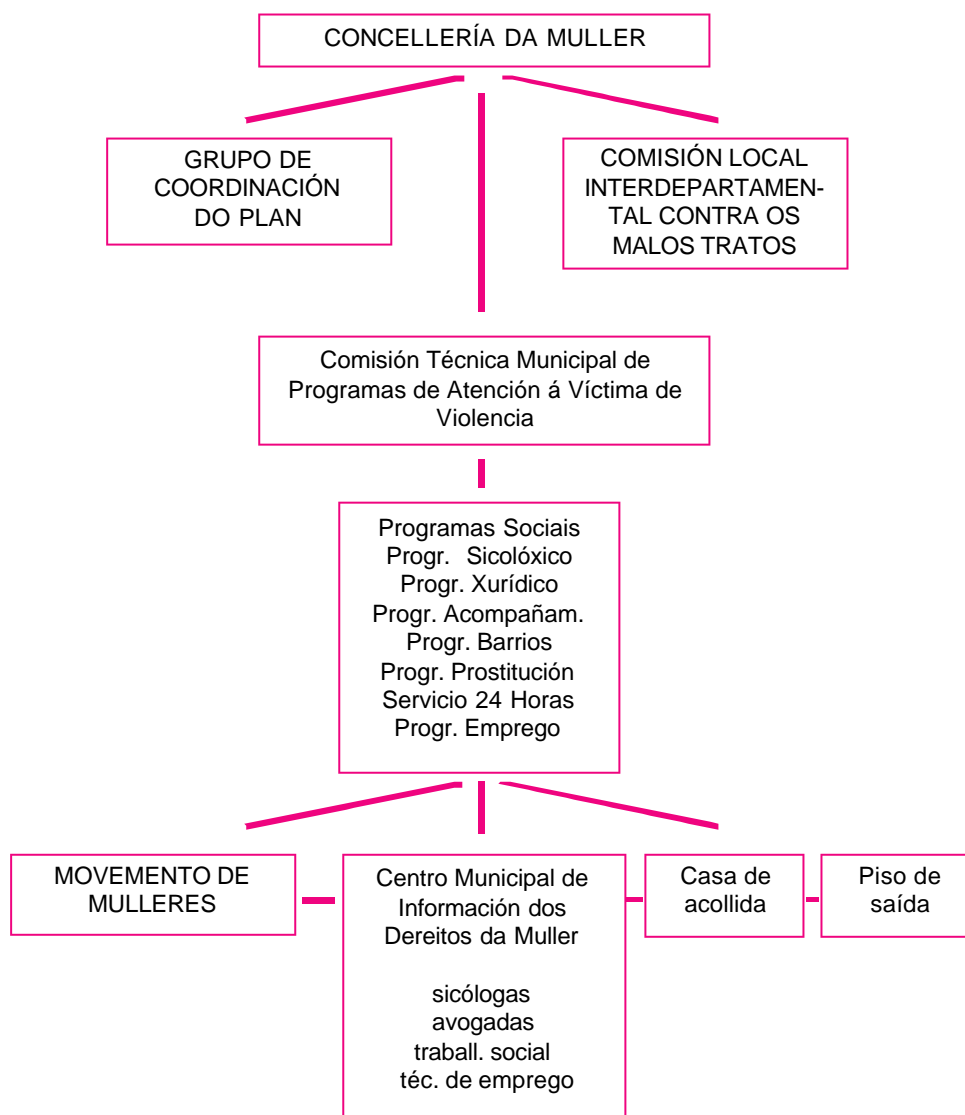 CONCELLERÍA DA MULLER
GRUPO DE
COORDINACIÓN
DO PLAN
COMISIÓN LOCAL
INTERDEPARTAMEN-
TAL CONTRA OS
MALOS TRATOS
Comisión Técnica Municipal de
Programas de Atención á Víctima de
Violencia
Programas Sociais
Progr. Sicolóxico
Progr. Xurídico
Progr. Acompañam.
Progr. Barrios
Progr. Prostitución
Servicio 24 Horas
Progr. Emprego
MOVEMENTO DE
MULLERES
Centro Municipal de
Información dos
Dereitos da Muller
sicólogas
avogadas
traball. social
téc. de emprego
Casa de
acollida
Piso de
saída